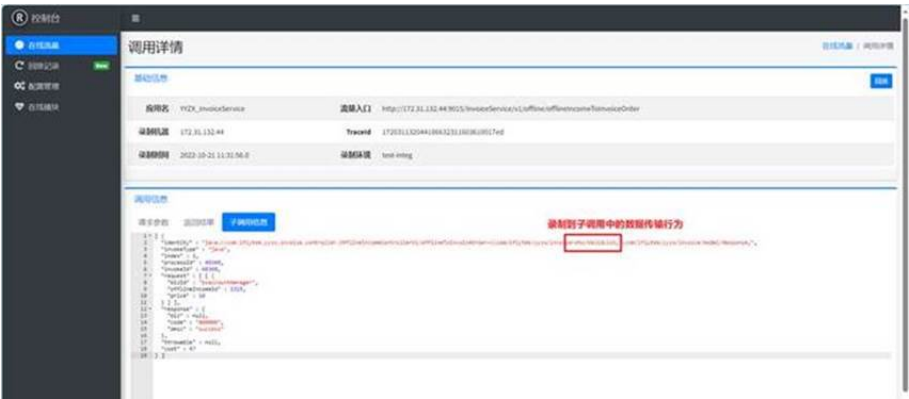 R 控制台
在线流量
调用详情
在线流量 / 调用详情
回放记录 New
配置管理
在线模块
基础信息
回放
应用名 YYZX_InvoiceService 流量入口 http://172.31.132.44:9015/InvoiceService/v1/offline/offlineIncomeToInvoiceOrder
录制机器 172.31.132.44 TraceId
录制时间 2022-10-21 11:31:56.0 录制环境 test-integ
调用信息
请求参数 返回结果 子调用信息
录制到子调用中的数据传输行为
"invokeType" : "java",
"index" : 1,
"request" : [ [ {
"offlineIncomeId" : 1315,
"price" : 10
} ] ],
"response" : {
"biz" : null,
"code" : "000000",
"desc" : "success"
},
"throwable" : null,
"cost" : 47
} ]